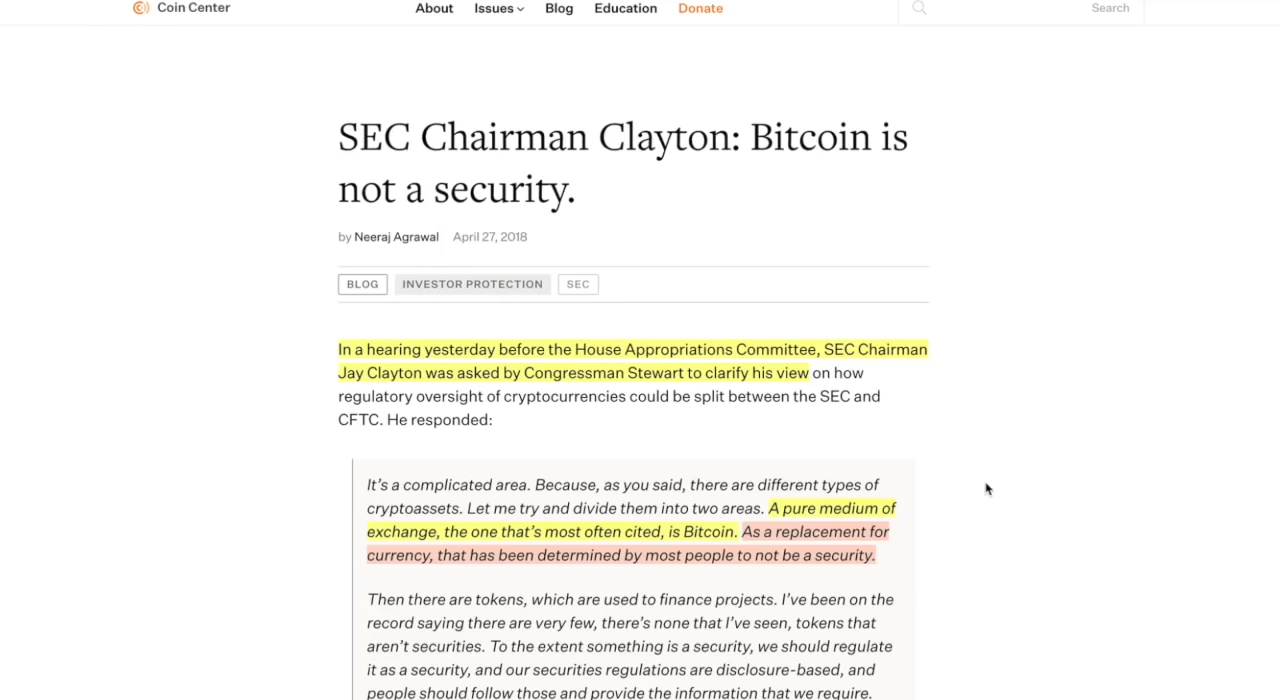 Coin Center About Issues Blog Education Donate Search
SEC Chairman Clayton: Bitcoin is
not a security.
by Neeraj Agrawal April 27, 2018
BLOG INVESTOR PROTECTION SEC
In a hearing yesterday before the House Appropriations Committee, SEC Chairman
Jay Clayton was asked by Congressman Stewart to clarify his view on how
regulatory oversight of cryptocurrencies could be split between the SEC and
CFTC. He responded:
It's a complicated area. Because, as you said, there are different types of
cryptoassets. Let me try and divide them into two areas. A pure medium of
exchange, the one that's most often cited, is Bitcoin. As a replacement for
currency, that has been determined by most people to not be a security.
Then there are tokens, which are used to finance projects. I've been on the
record saying there are very few, there's none that I've seen, tokens that
aren't securities. To the extent something is a security, we should regulate
it as a security, and our securities regulations are disclosure-based, and
people should follow those and provide the information that we require.